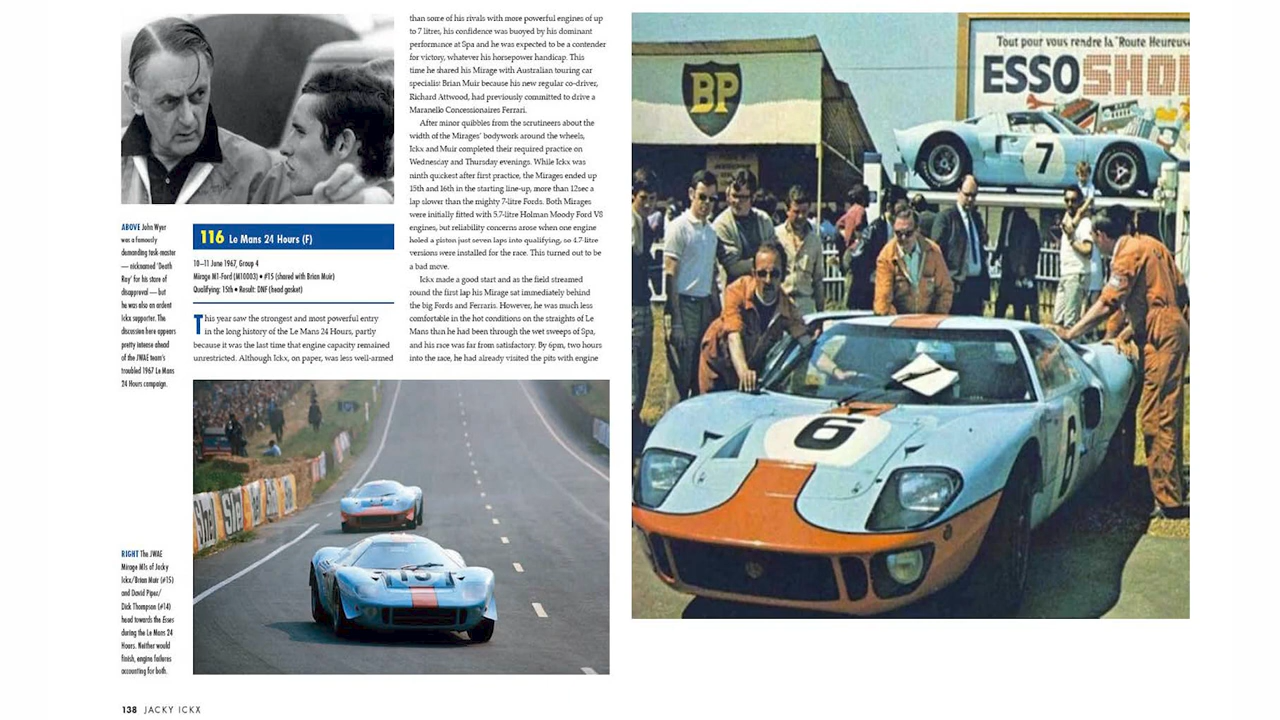 ABOVE John Wyer
was a famously
demanding task-master
— nicknamed 'Death
Ray' for his stare of
disapproval — but
he was also an ardent
Ickx supporter. The
discussion here appears
pretty intense ahead
of the JWAE team's
troubled 1967 Le Mans
24 Hours campaign.
116 Le Mans 24 Hours (F)
10–11 June 1967, Group 4
Mirage M1-Ford (M10003) • #15 (shared with Brian Muir)
Qualifying: 15th • Result: DNF (head gasket)
This year saw the strongest and most powerful entry
in the long history of the Le Mans 24 Hours, partly
because it was the last time that engine capacity remained
unrestricted. Although Ickx, on paper, was less well-armed
than some of his rivals with more powerful engines of up
to 7 litres, his confidence was buoyed by his dominant
performance at Spa and he was expected to be a contender
for victory, whatever his horsepower handicap. This
time he shared his Mirage with Australian touring car
specialist Brian Muir because his new regular co-driver,
Richard Attwood, had previously committed to drive a
Maranello Concessionaires Ferrari.
After minor quibbles from the scrutineers about the
width of the Mirages' bodywork around the wheels,
Ickx and Muir completed their required practice on
Wednesday and Thursday evenings. While Ickx was
ninth quickest after first practice, the Mirages ended up
15th and 16th in the starting line-up, more than 12sec a
lap slower than the mighty 7-litre Fords. Both Mirages
were initially fitted with 5.7-litre Holman Moody Ford V8
engines, but reliability concerns arose when one engine
holed a piston just seven laps into qualifying, so 4.7-litre
versions were installed for the race. This turned out to be
a bad move.
Ickx made a good start and as the field streamed
round the first lap his Mirage sat immediately behind
the big Fords and Ferraris. However, he was much less
comfortable in the hot conditions on the straights of Le
Mans than he had been through the wet sweeps of Spa,
and his race was far from satisfactory. By 6pm, two hours
into the race, he had already visited the pits with engine
RIGHT The JWAE
Mirage M1s of Jacky
Ickx/Brian Muir (#15)
and David Piper/
Dick Thompson (#14)
head towards the Esses
during the Le Mans 24
Hours. Neither would
finish, engine failures
accounting for both.
Shell
Shell
15
138 JACKY ICKX
Tout pour vous rendre la "Route Heureuse
ESSO SHO
BP
7
6
6